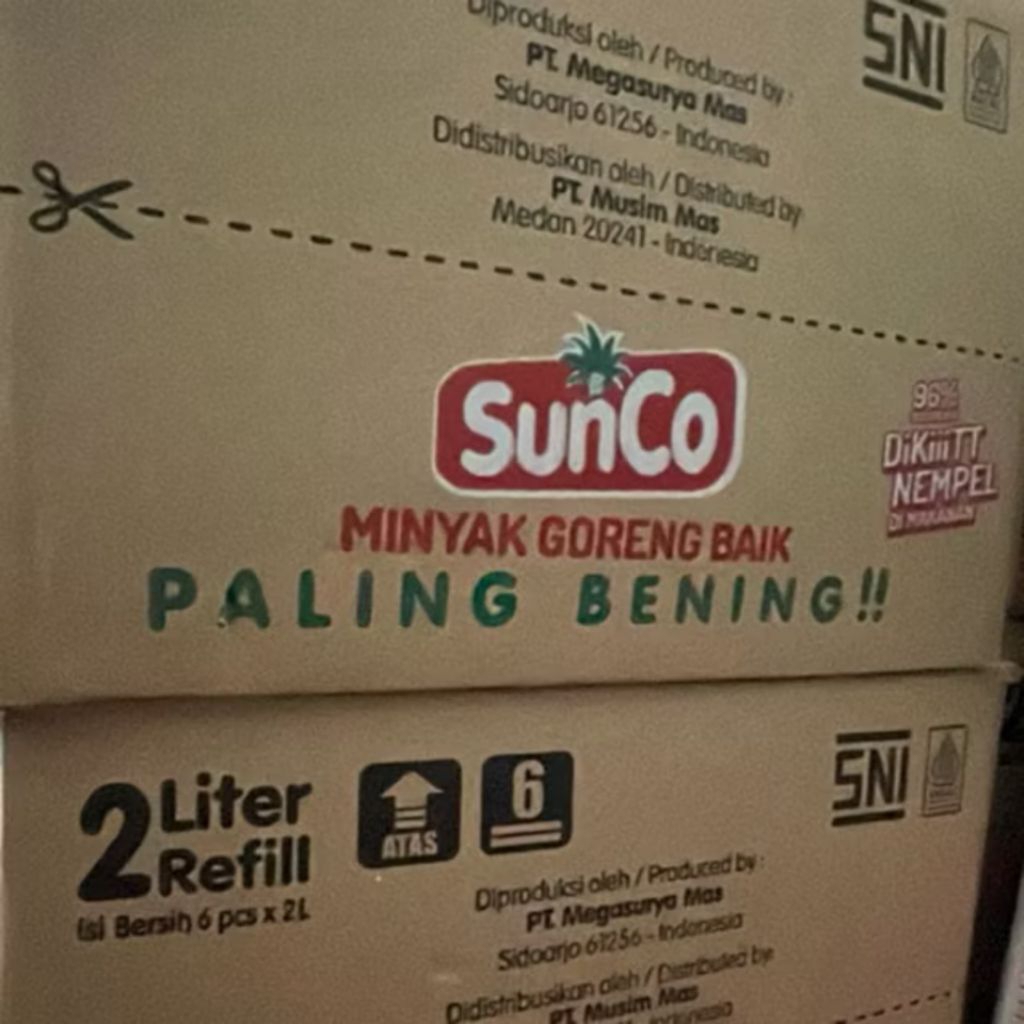 Diproduksi oleh / Produced by :
PT. Megasurya Mas
Sidoarjo 61256 - Indonesia
Didistribusikan oleh / Distributed by
PT. Musim Mas
Medan 20241 - Indonesia
SNI
SunCo
96%
DiKiiiTT
NEMPEL
DI MAKANAN
MINYAK GORENG BAIK
PALING BENING!!
2 Liter
Refill
Isi Bersih 6 pcs x 2L
ATAS
6
SNI
Diproduksi oleh / Produced by :
PT. Megasurya Mas
Sidoarjo 61256 - Indonesia
Didistribusikan oleh / Distributed by
PT. Musim Mas
Indonesia